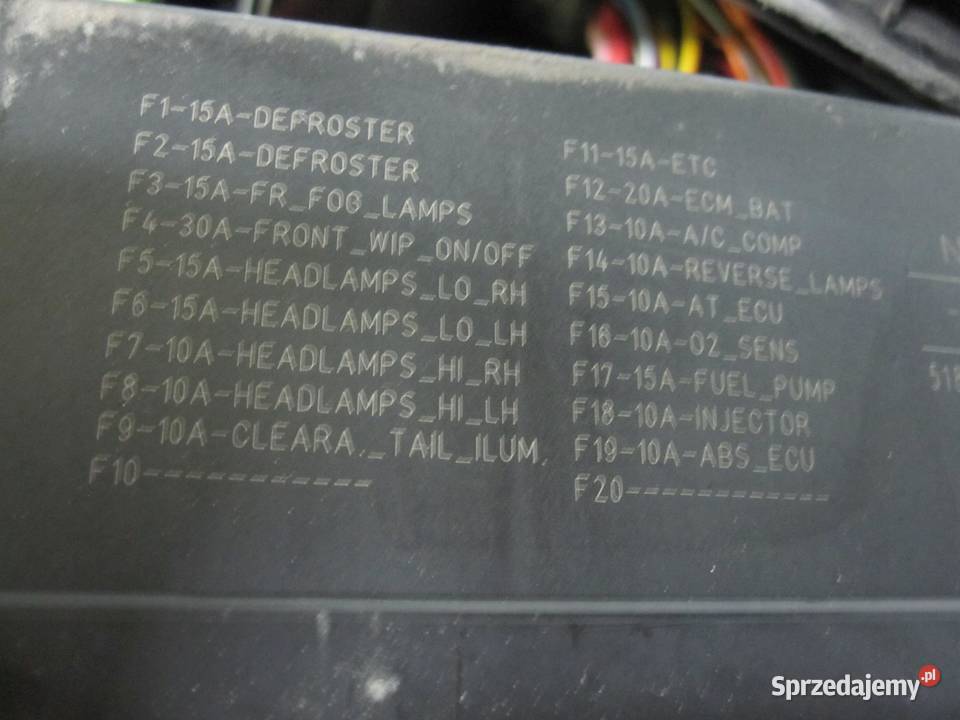 F1-15A-DEFROSTER
F2-15A-DEFROSTER
F3-15A-FR_FOG_LAMPS
F4-30A-FRONT_WIP_ON/OFF
F5-15A-HEADLAMPS_LO_RH
F6-15A-HEADLAMPS_LO_LH
F7-10A-HEADLAMPS_HI_RH
F8-10A-HEADLAMPS_HI_LH
F9-10A-CLEARA._TAIL_ILUM.
F10------------
F11-15A-ETC
F12-20A-ECM_BAT
F13-10A-A/C_COMP
F14-10A-REVERSE_LAMPS
F15-10A-AT_ECU
F16-10A-O2_SENS
F17-15A-FUEL_PUMP
F18-10A-INJECTOR
F19-10A-ABS_ECU
F20------------
Sprzedajemy.pl